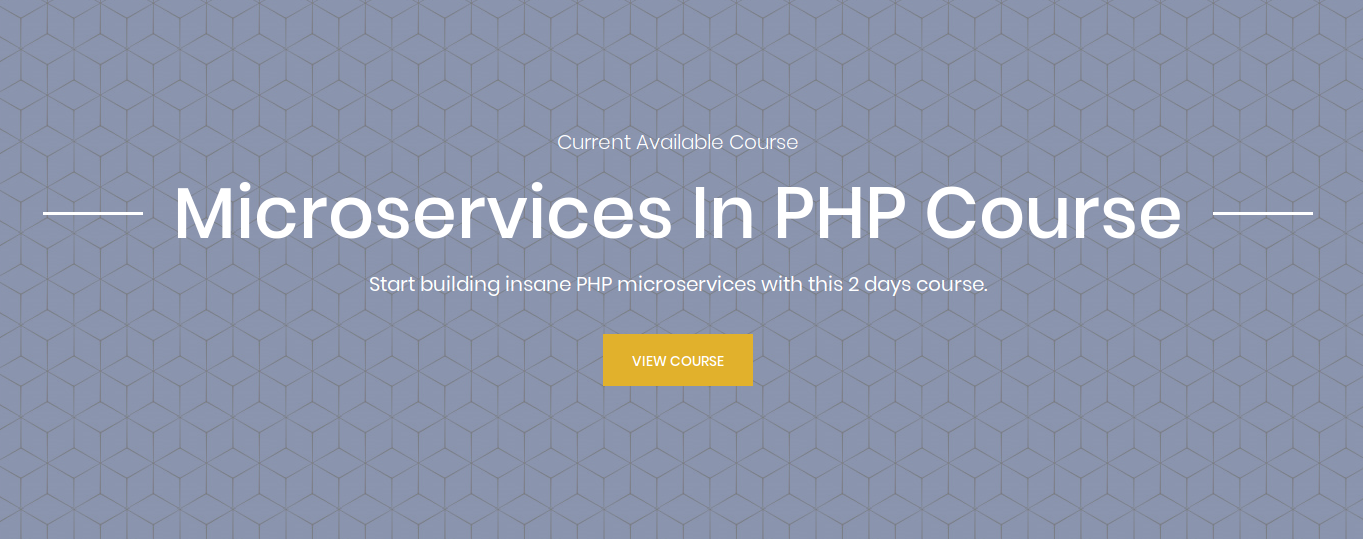 Current Available Course
Microservices In PHP Course
Start building insane PHP microservices with this 2 days course.
VIEW COURSE